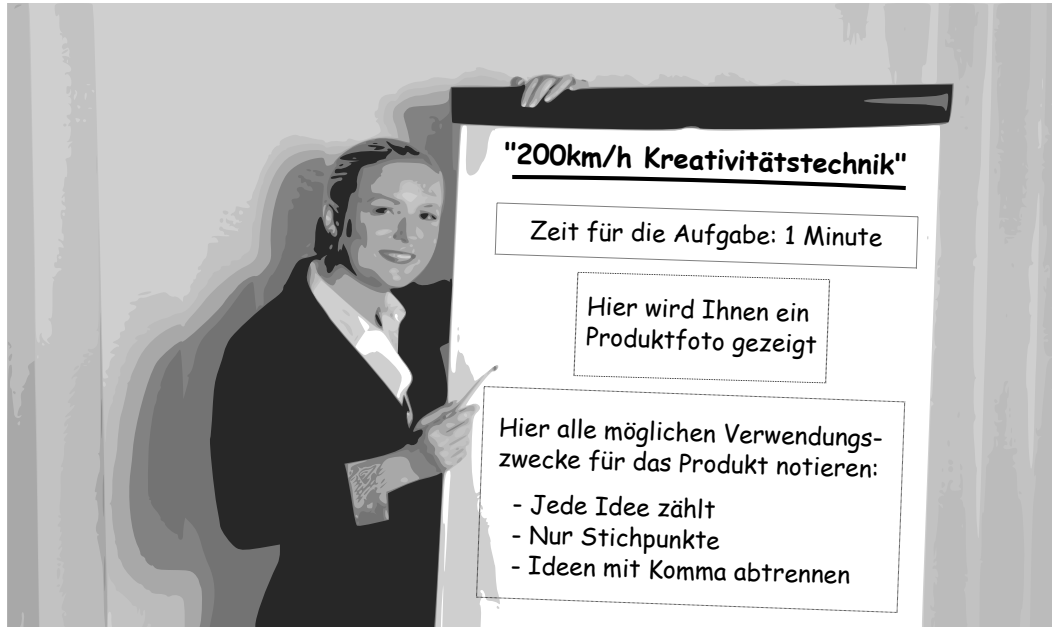 "200km/h Kreativitätstechnik"
Zeit für die Aufgabe: 1 Minute
Hier wird Ihnen ein
Produktfoto gezeigt
Hier alle möglichen Verwendungs-
zwecke für das Produkt notieren:
- Jede Idee zählt
- Nur Stichpunkte
- Ideen mit Komma abtrennen